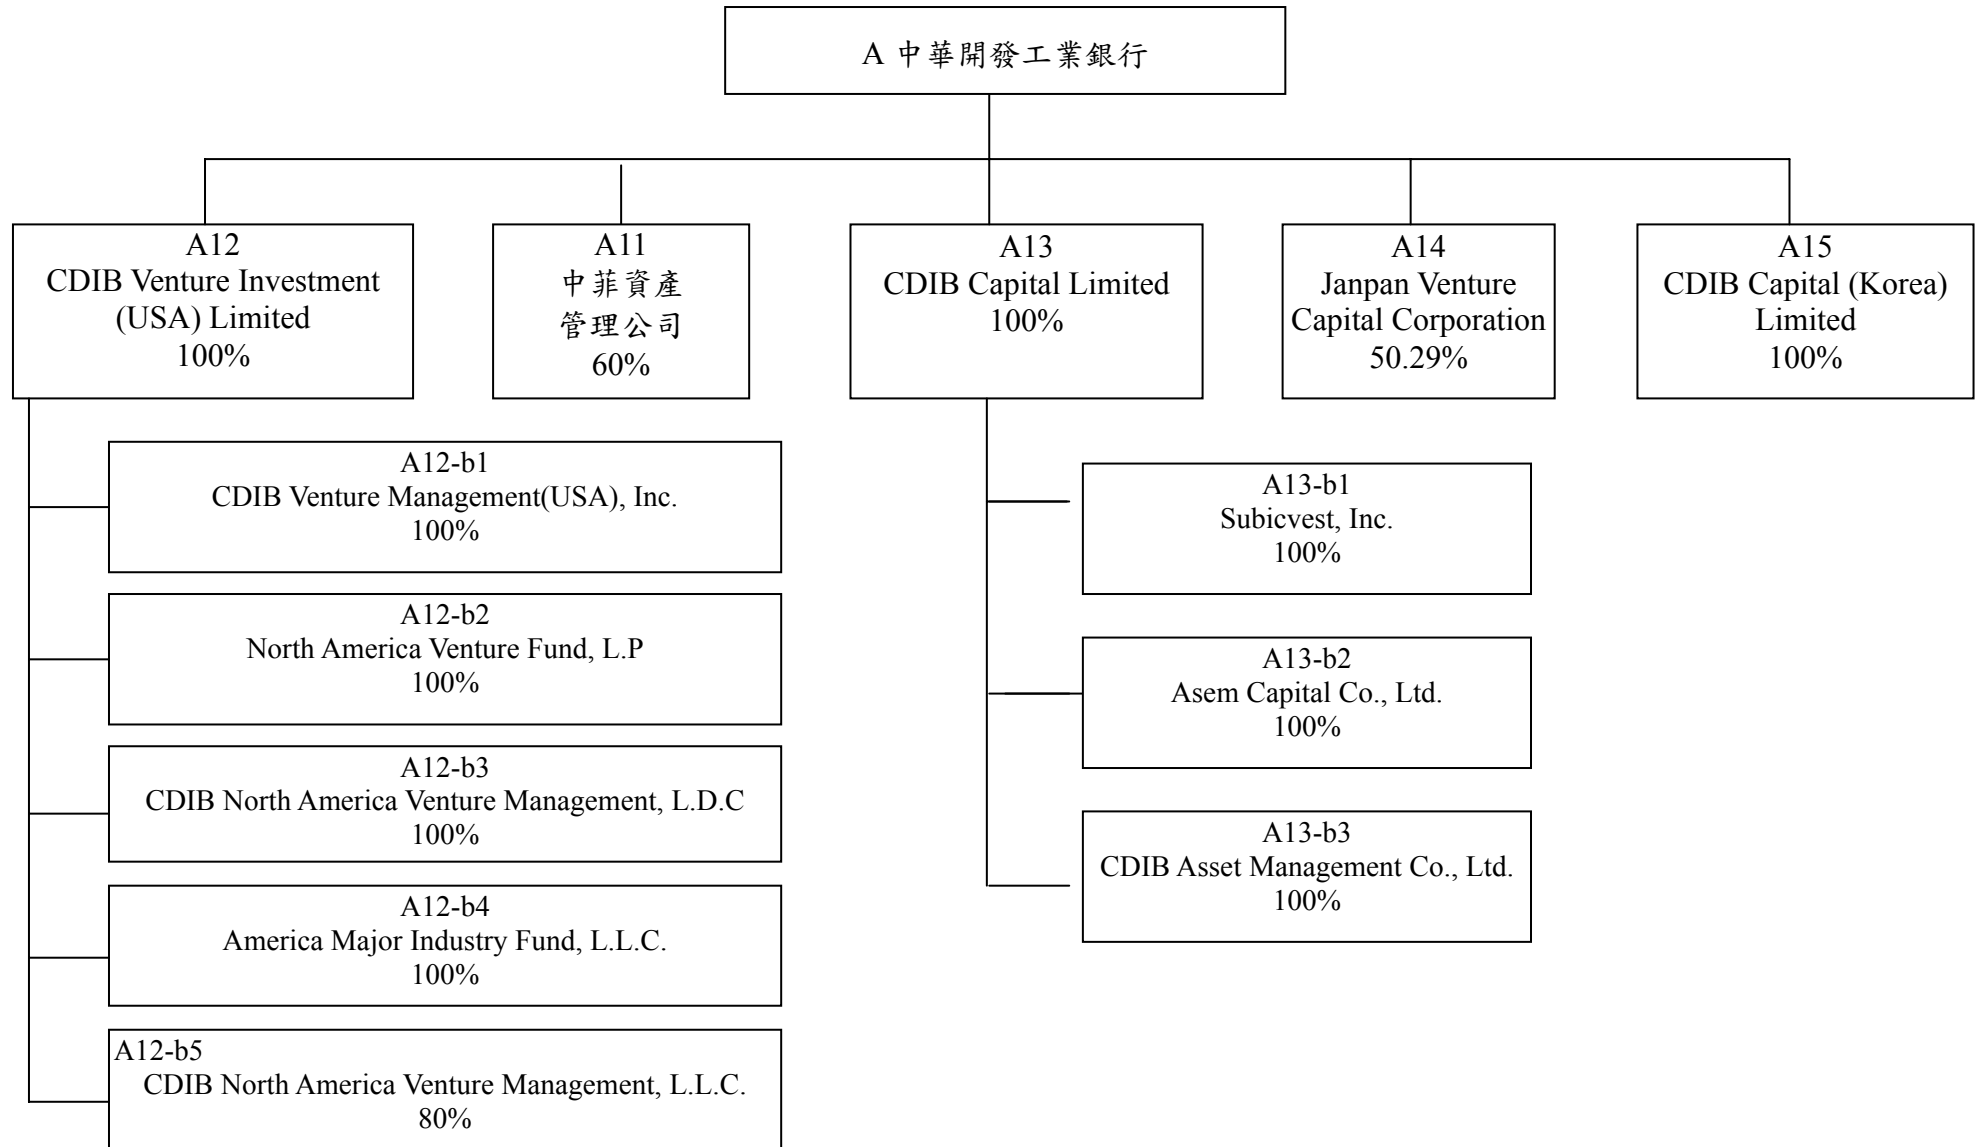 A 中華開發工業銀行
A12
CDIB Venture Investment
(USA) Limited
100%
A11
中菲資產
管理公司
60%
A13
CDIB Capital Limited
100%
A14
Janpan Venture
Capital Corporation
50.29%
A15
CDIB Capital (Korea)
Limited
100%
A12-b1
CDIB Venture Management(USA), Inc.
100%
A12-b2
North America Venture Fund, L.P
100%
A12-b3
CDIB North America Venture Management, L.D.C
100%
A12-b4
America Major Industry Fund, L.L.C.
100%
A12-b5
CDIB North America Venture Management, L.L.C.
80%
A13-b1
Subicvest, Inc.
100%
A13-b2
Asem Capital Co., Ltd.
100%
A13-b3
CDIB Asset Management Co., Ltd.
100%